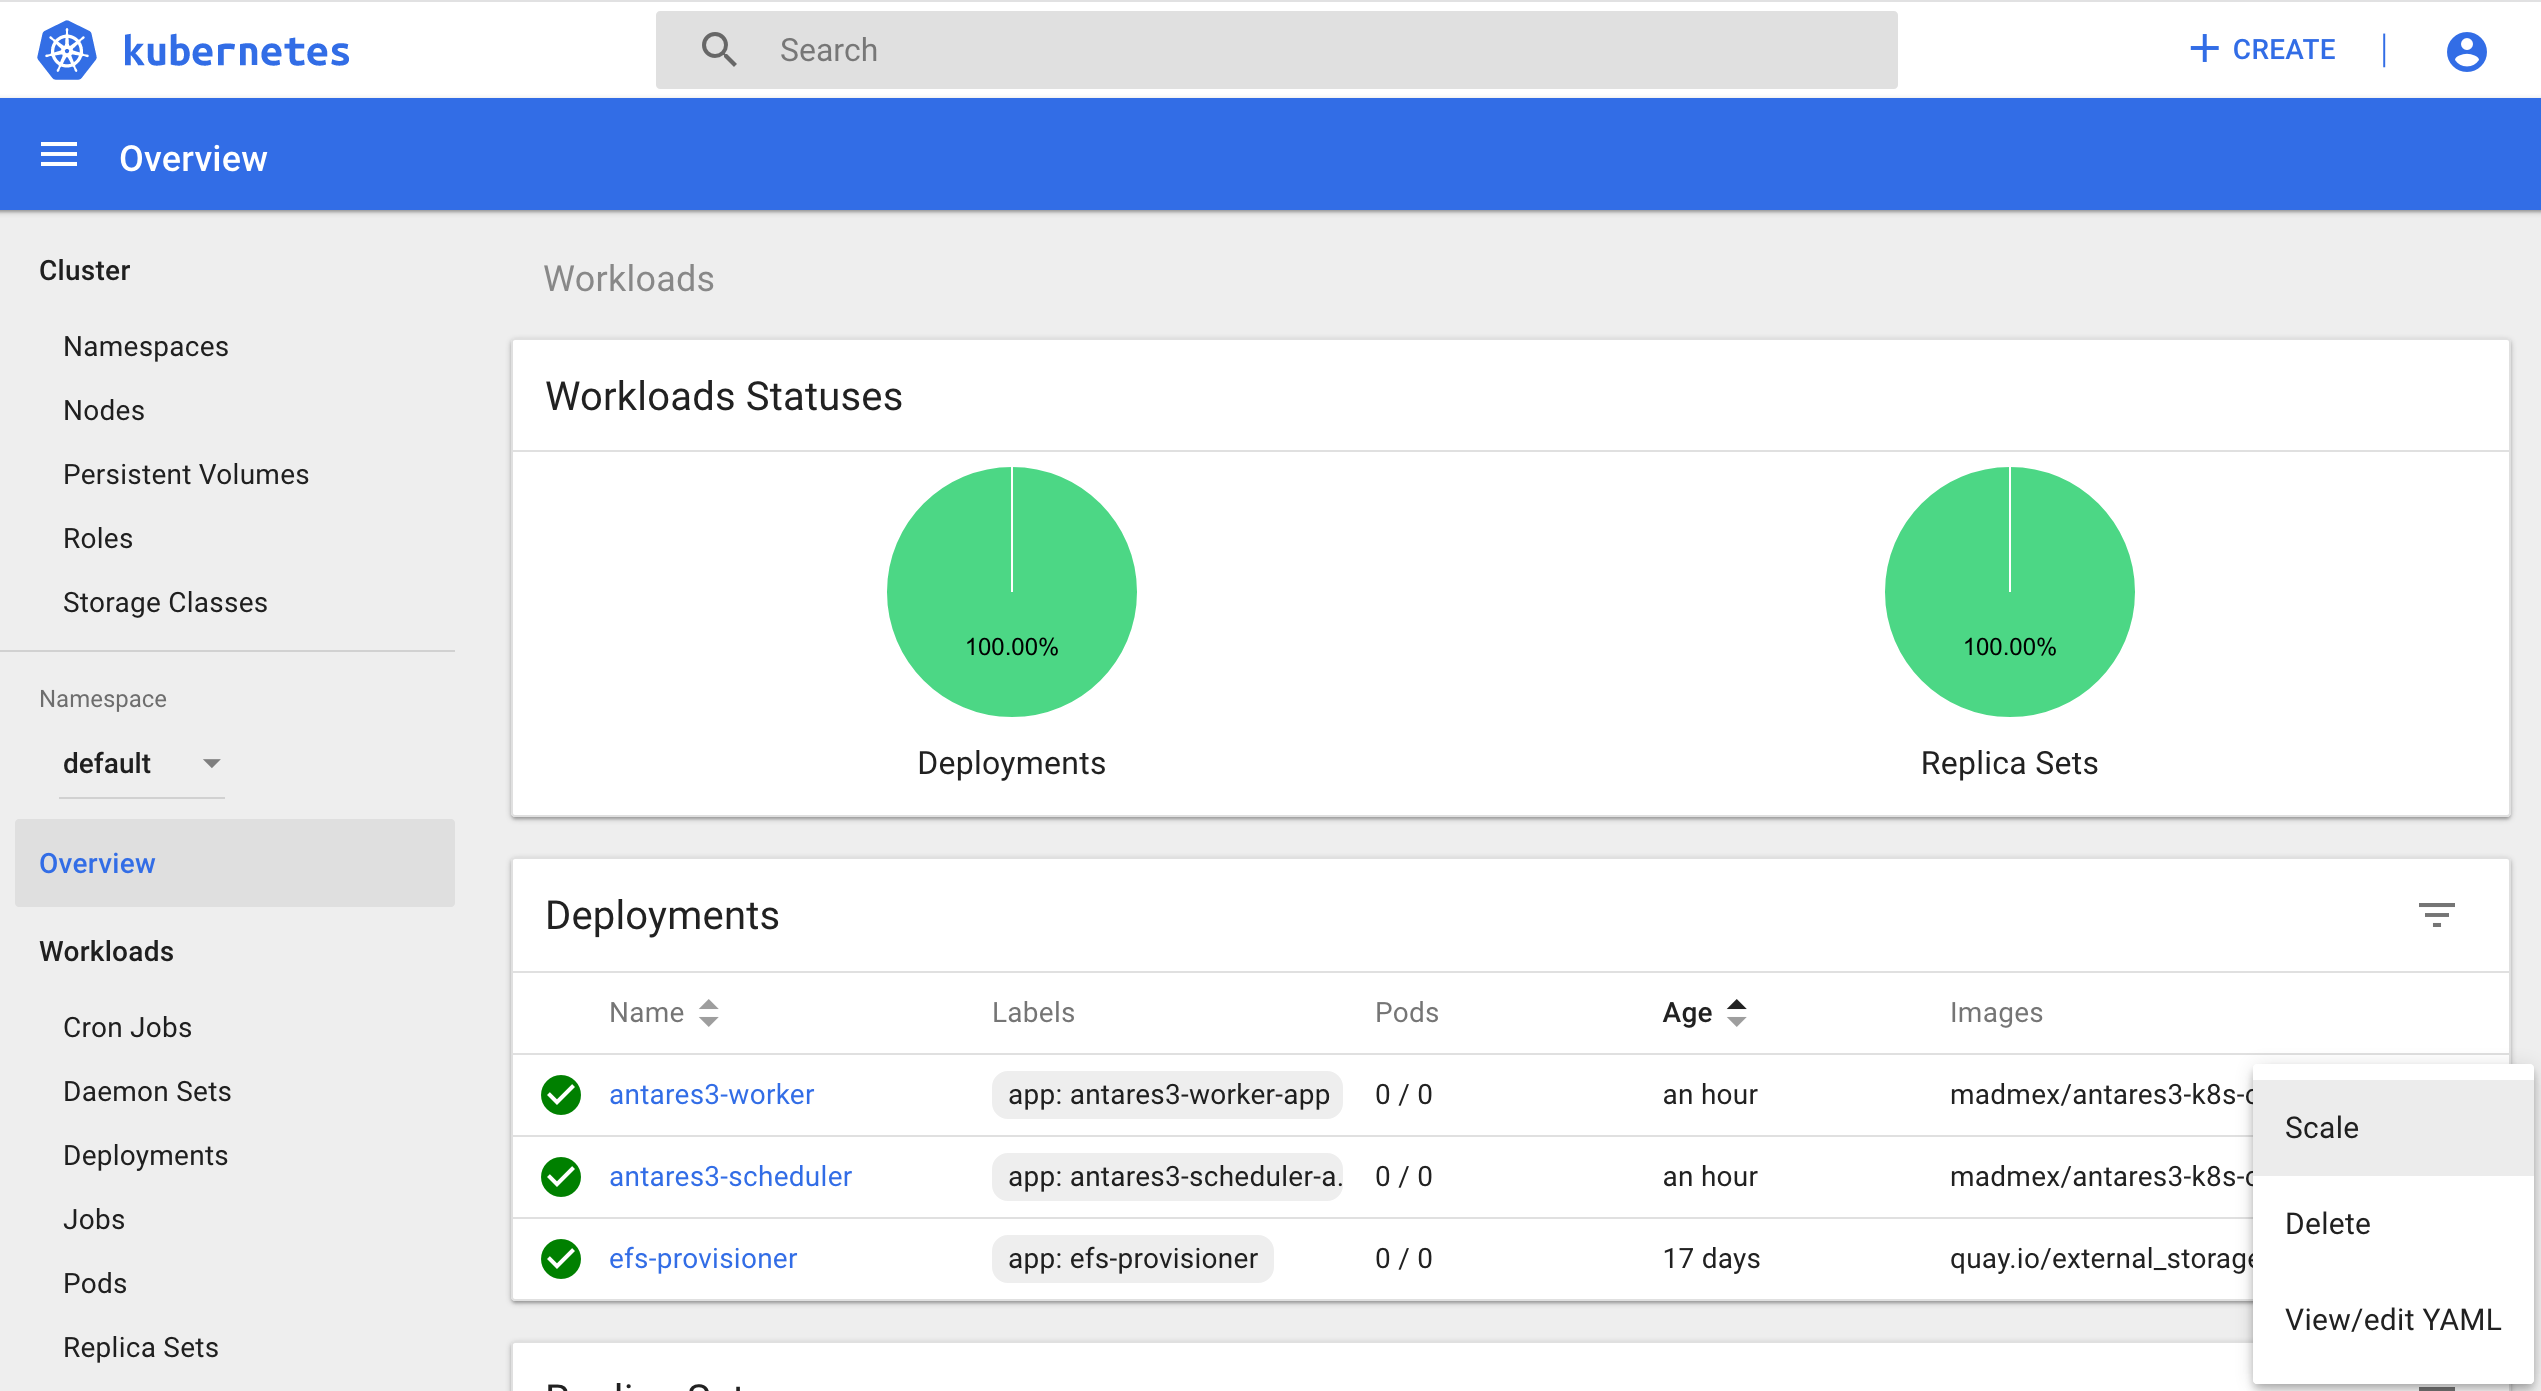 kubernetes
Search
CREATE
Overview
Cluster
Namespaces
Nodes
Persistent Volumes
Roles
Storage Classes
Namespace
default
Overview
Workloads
Cron Jobs
Daemon Sets
Deployments
Jobs
Pods
Replica Sets
Workloads
Workloads Statuses
100.00%
Deployments
100.00%
Replica Sets
Deployments
Name Labels Pods Age Images
antares3-worker app: antares3-worker-app 0 / 0 an hour madmex/antares3-k8s-c
antares3-scheduler app: antares3-scheduler-a. 0 / 0 an hour madmex/antares3-k8s-c
efs-provisioner app: efs-provisioner 0 / 0 17 days quay.io/external_storage
Scale
Delete
View/edit YAML